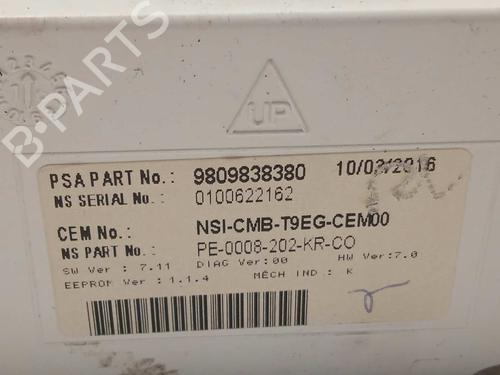 UP
B-PARTS
PSA PART No.: 9809838380 10/02/2016
NS SERIAL No.: 0100622162
CEM No.: NSI-CMB-T9EG-CEM00
NS PART No.: PE-0008-202-KR-CO
SW Ver : 7.11 DIAG Ver: 00 HW Ver: 7.0
EEPROM Ver : 1.1.4 MÈCH IND.: K